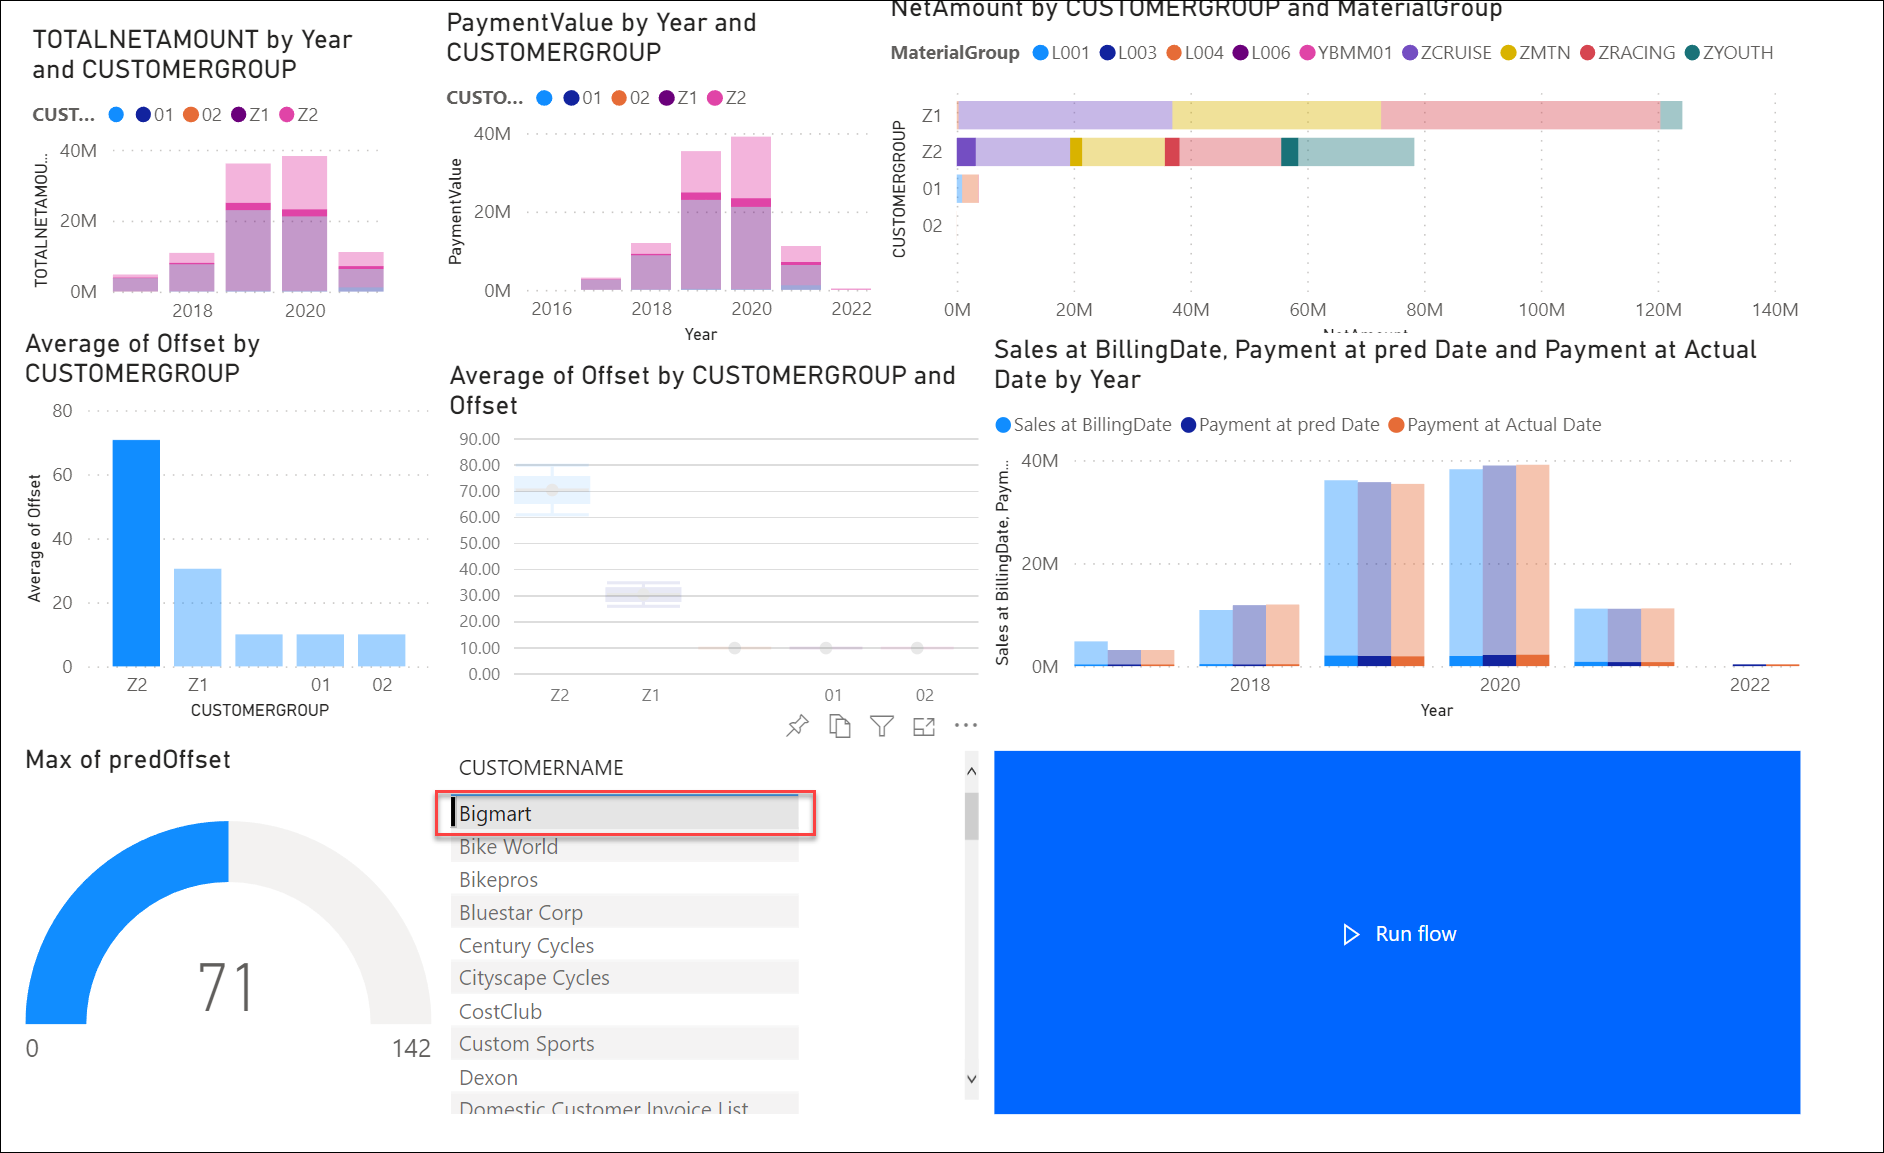 TOTALNETAMOUNT by Year
and CUSTOMERGROUP
CUST... 01 02 Z1 Z2
TOTALNETAMOU...
40M
20M
0M
2018 2020
PaymentValue by Year and
CUSTOMERGROUP
CUSTO... 01 02 Z1 Z2
PaymentValue
40M
20M
0M
2016 2018 2020 2022
Year
NetAmount by CUSTOMERGROUP and MaterialGroup
MaterialGroup L001 L003 L004 L006 YBMM01 ZCRUISE ZMTN ZRACING ZYOUTH
CUSTOMERGROUP
Z1
Z2
01
02
0M 20M 40M 60M 80M 100M 120M 140M
NetAmount
Average of Offset by
CUSTOMERGROUP
Average of Offset
80
60
40
20
0
Z2 Z1 01 02
CUSTOMERGROUP
Average of Offset by CUSTOMERGROUP and
Offset
90.00
80.00
70.00
60.00
50.00
40.00
30.00
20.00
10.00
0.00
Z2 Z1 01 02
Sales at BillingDate, Payment at pred Date and Payment at Actual
Date by Year
Sales at BillingDate Payment at pred Date Payment at Actual Date
Sales at BillingDate, Paym...
40M
20M
0M
2018 2020 2022
Year
Max of predOffset
71
0 142
CUSTOMERNAME
Bigmart
Bike World
Bikepros
Bluestar Corp
Century Cycles
Cityscape Cycles
CostClub
Custom Sports
Dexon
Domestic Customer Invoice List
Run flow